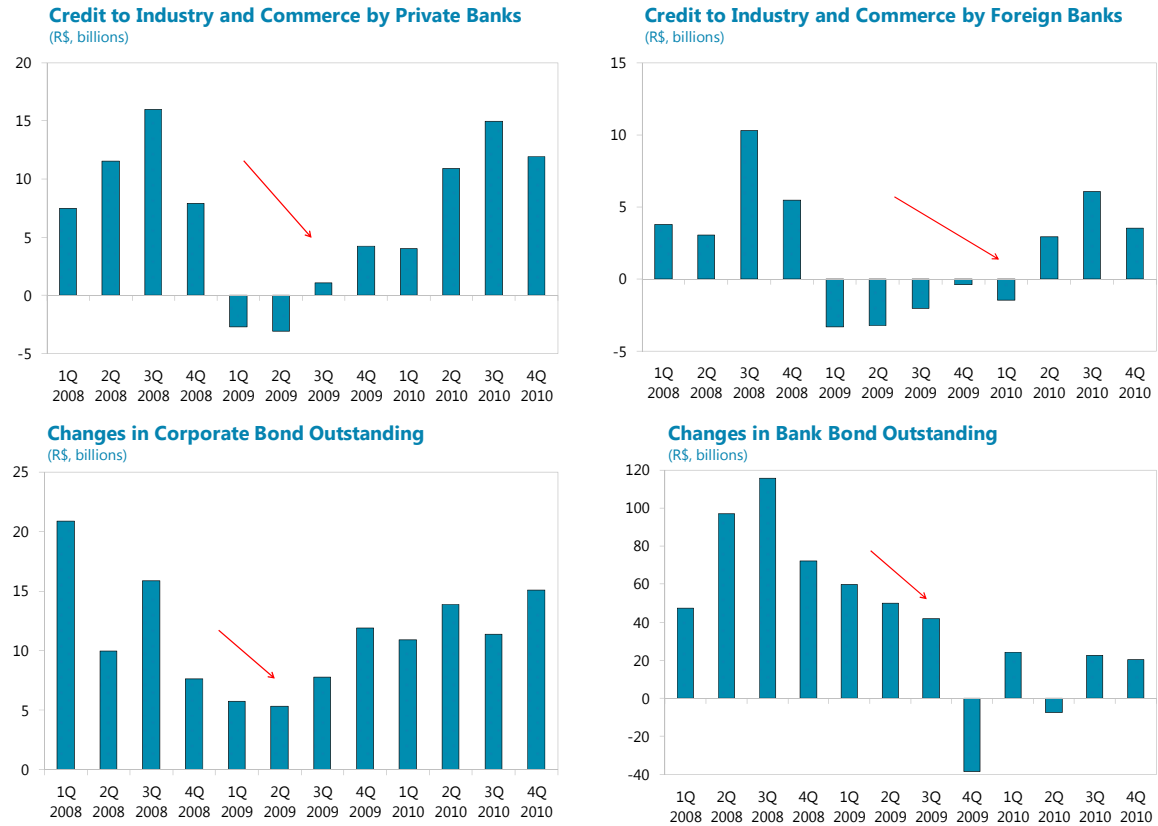 Credit to Industry and Commerce by Private Banks
(R$, billions)
20
15
10
5
0
-5
1Q 2Q 3Q 4Q 1Q 2Q 3Q 4Q 1Q 2Q 3Q 4Q
2008 2008 2008 2008 2009 2009 2009 2009 2010 2010 2010 2010
Credit to Industry and Commerce by Foreign Banks
(R$, billions)
15
10
5
0
-5
1Q 2Q 3Q 4Q 1Q 2Q 3Q 4Q 1Q 2Q 3Q 4Q
2008 2008 2008 2008 2009 2009 2009 2009 2010 2010 2010 2010
Changes in Corporate Bond Outstanding
(R$, billions)
25
20
15
10
5
0
1Q 2Q 3Q 4Q 1Q 2Q 3Q 4Q 1Q 2Q 3Q 4Q
2008 2008 2008 2008 2009 2009 2009 2009 2010 2010 2010 2010
Changes in Bank Bond Outstanding
(R$, billions)
120
100
80
60
40
20
0
-20
-40
1Q 2Q 3Q 4Q 1Q 2Q 3Q 4Q 1Q 2Q 3Q 4Q
2008 2008 2008 2008 2009 2009 2009 2009 2010 2010 2010 2010